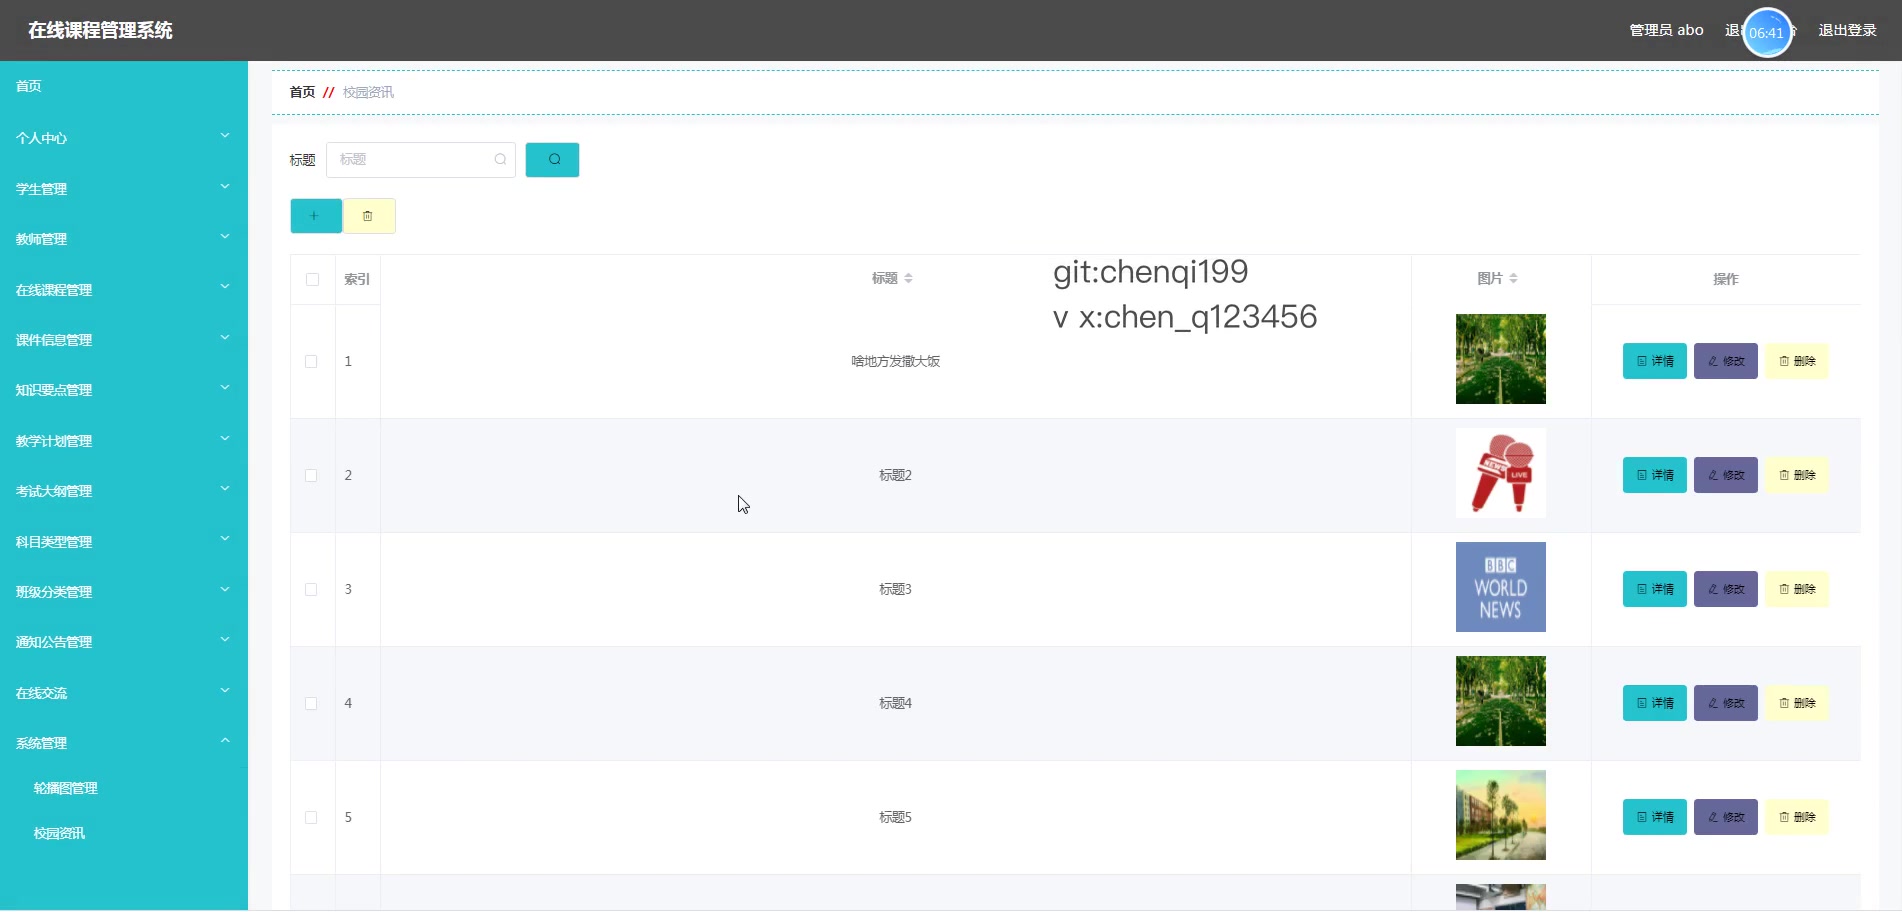 在线课程管理系统
管理员 abo
06:41
退出登录
首页
个人中心
学生管理
教师管理
在线课程管理
课件信息管理
知识要点管理
教学计划管理
考试大纲管理
科目类型管理
班级分类管理
通知公告管理
在线交流
系统管理
轮播图管理
校园资讯
首页 // 校园资讯
标题 标题
索引 标题 图片 操作
git:chenqi199
v x:chen_q123456
1 啥地方发撒大饭 详情 修改 删除
2 标题2 NEWS LIVE 详情 修改 删除
3 标题3 详情 修改 删除
BBC
WORLD
NEWS
4 标题4 详情 修改 删除
5 标题5 详情 修改 删除